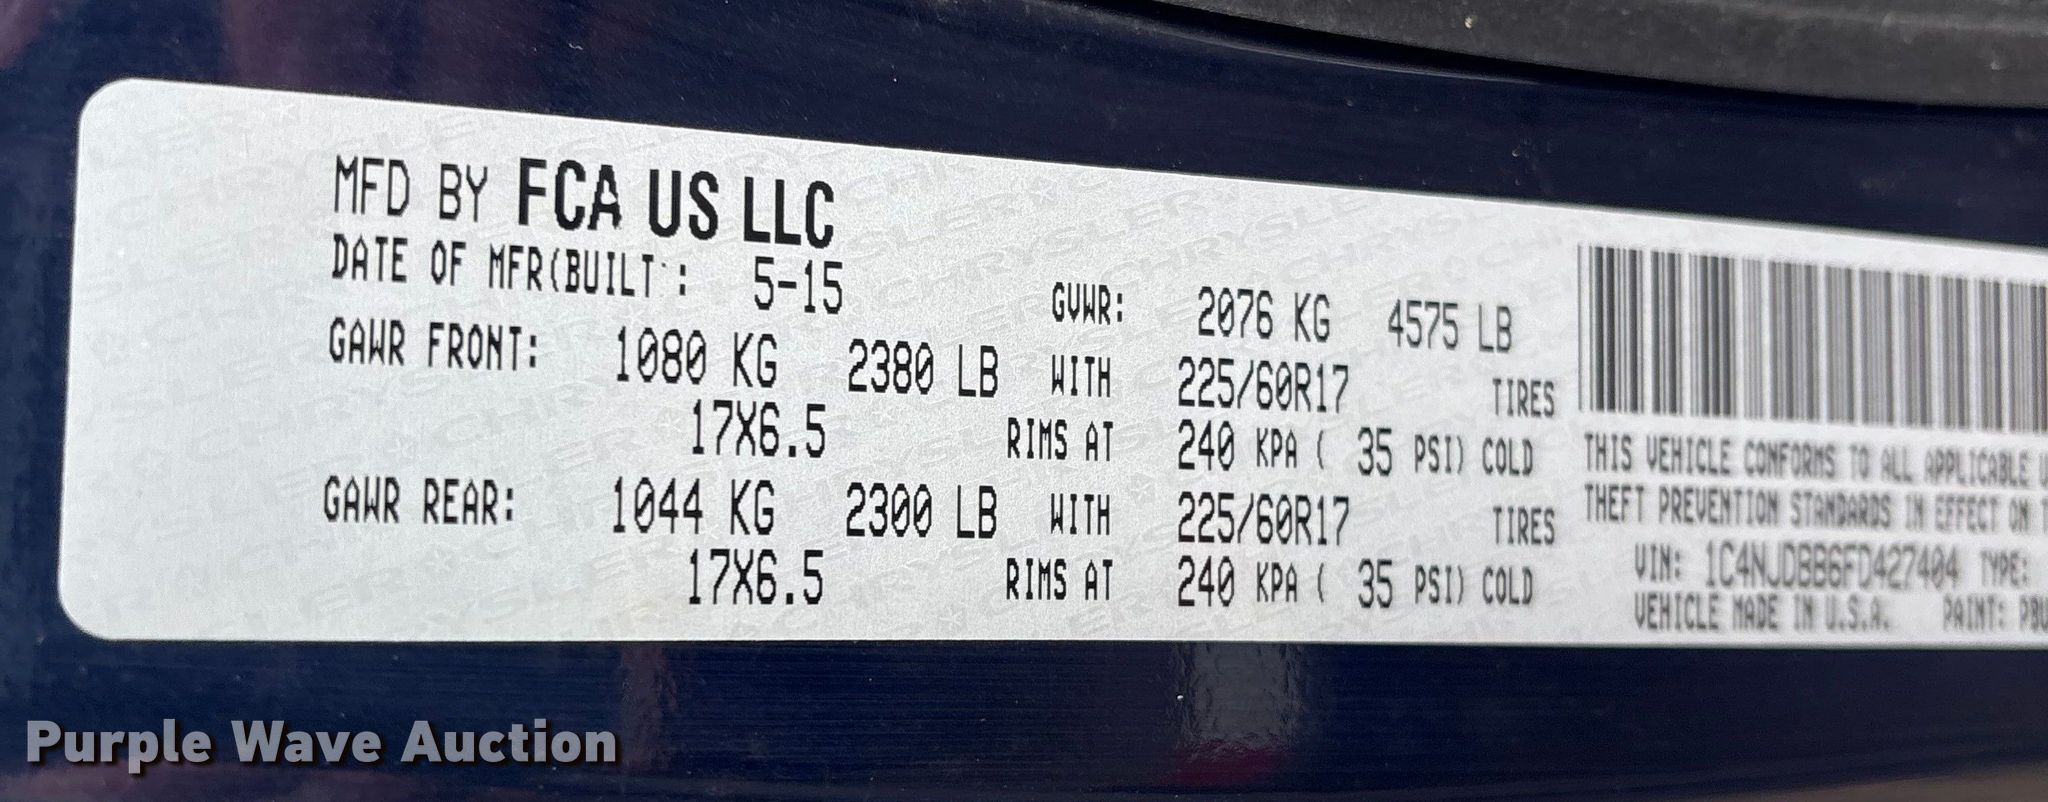 MFD BY FCA US LLC
DATE OF MFR(BUILT): 5-15
GVWR: 2076 KG 4575 LB
GAWR FRONT: 1080 KG 2380 LB WITH 225/60R17 TIRES
17X6.5 RIMS AT 240 KPA ( 35 PSI) COLD
GAWR REAR: 1044 KG 2300 LB WITH 225/60R17 TIRES
17X6.5 RIMS AT 240 KPA ( 35 PSI) COLD
THIS VEHICLE CONFORMS TO ALL APPLICABLE
THEFT PREVENTION STANDARDS IN EFFECT ON
VIN: 1C4NJDBB6FD427404 TYPE:
VEHICLE MADE IN U.S.A. PAINT:
Purple Wave Auction